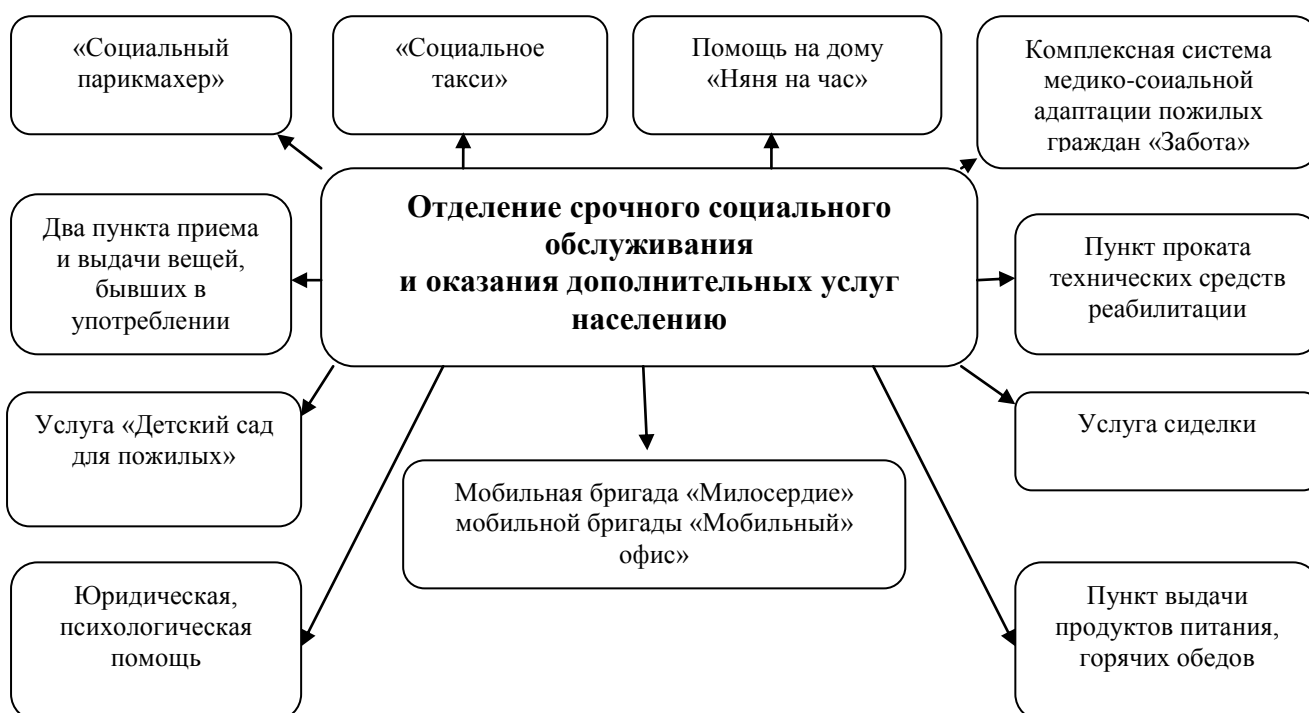 «Социальный
парикмахер»
«Социальное
такси»
Помощь на дому
«Няня на час»
Комплексная система
медико-соиальной
адаптации пожилых
граждан «Забота»
Отделение срочного социального
обслуживания
и оказания дополнительных услуг
населению
Два пункта приема
и выдачи вещей,
бывших в
употреблении
Пункт проката
технических средств
реабилитации
Услуга «Детский сад
для пожилых»
Услуга сиделки
Мобильная бригада «Милосердие»
мобильной бригады «Мобильный»
офис»
Юридическая,
психологическая
помощь
Пункт выдачи
продуктов питания,
горячих обедов